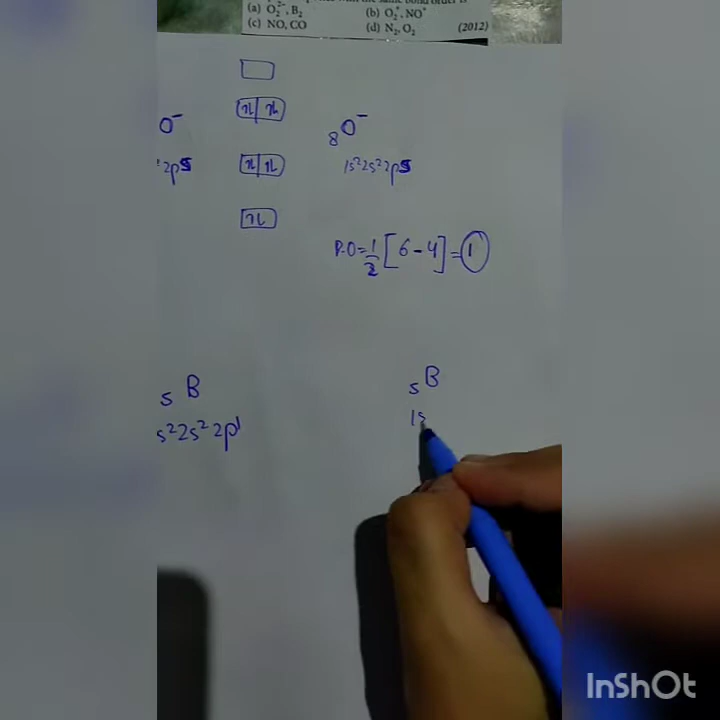 (a) O₂²⁻, B₂ (b) O₂⁺, NO⁺
(c) NO, CO (d) N₂, O₂ (2012)
O⁻ ₈O⁻
2p⁵ 1s²2s²2p⁵
B.O=1/2[6-4]=1
₅B ₅B
s²2s²2p¹ 1s
InShOt